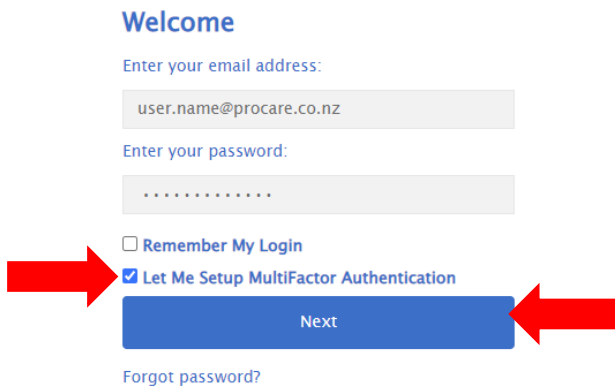 Welcome
Enter your email address:
user.name@procare.co.nz
Enter your password:
.............
Remember My Login
Let Me Setup MultiFactor Authentication
Next
Forgot password?